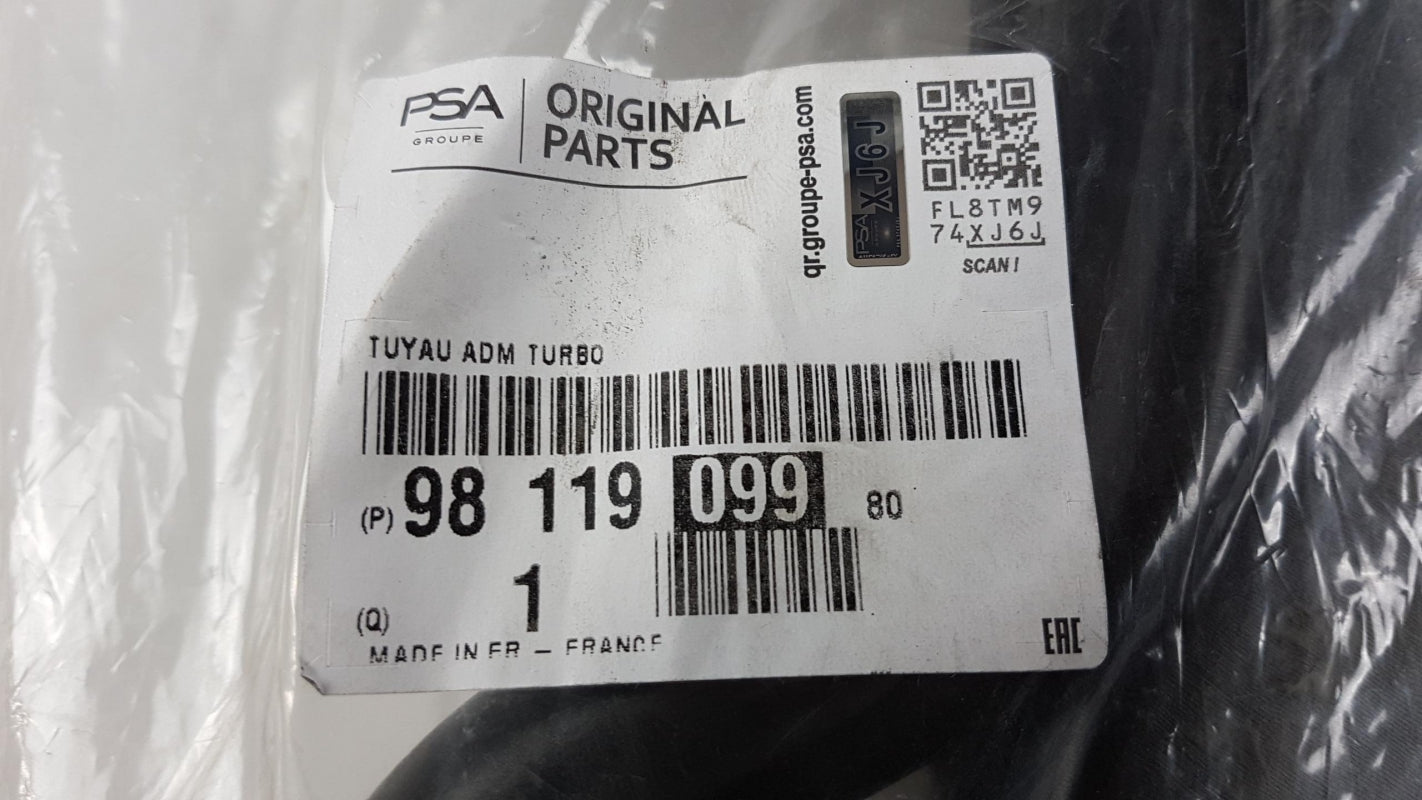 PSA
GROUPE
ORIGINAL
PARTS
qr.groupe-psa.com
XJ6J
PSA
FL8TM9
74XJ6J
SCAN!
TUYAU ADM TURBO
(P) 98 119 099 80
(Q) 1
MADE IN FR – FRANCE
EAC